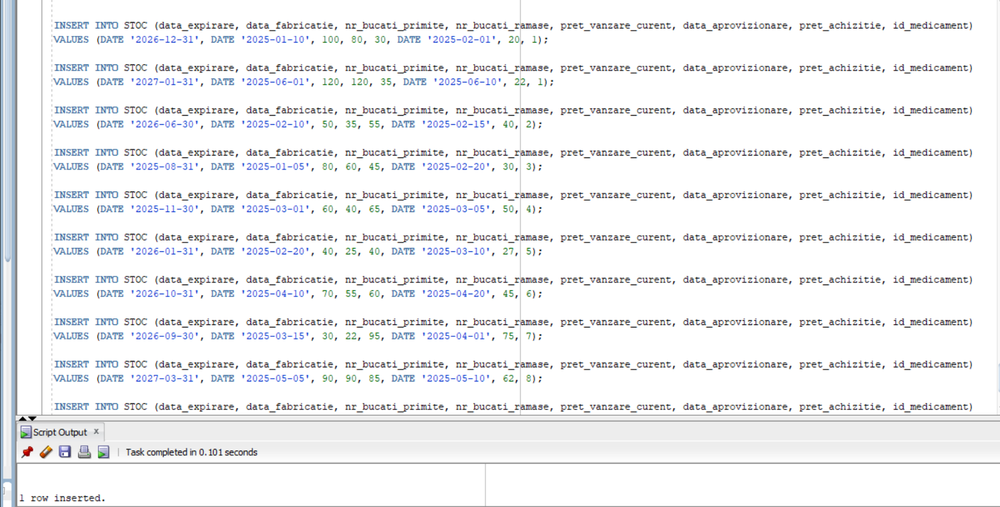 INSERT INTO STOC (data_expirare, data_fabricatie, nr_bucati_primite, nr_bucati_ramase, pret_vanzare_curent, data_aprovizionare, pret_achizitie, id_medicament)
VALUES (DATE '2026-12-31', DATE '2025-01-10', 100, 80, 30, DATE '2025-02-01', 20, 1);
INSERT INTO STOC (data_expirare, data_fabricatie, nr_bucati_primite, nr_bucati_ramase, pret_vanzare_curent, data_aprovizionare, pret_achizitie, id_medicament)
VALUES (DATE '2027-01-31', DATE '2025-06-01', 120, 120, 35, DATE '2025-06-10', 22, 1);
INSERT INTO STOC (data_expirare, data_fabricatie, nr_bucati_primite, nr_bucati_ramase, pret_vanzare_curent, data_aprovizionare, pret_achizitie, id_medicament)
VALUES (DATE '2026-06-30', DATE '2025-02-10', 50, 35, 55, DATE '2025-02-15', 40, 2);
INSERT INTO STOC (data_expirare, data_fabricatie, nr_bucati_primite, nr_bucati_ramase, pret_vanzare_curent, data_aprovizionare, pret_achizitie, id_medicament)
VALUES (DATE '2025-08-31', DATE '2025-01-05', 80, 60, 45, DATE '2025-02-20', 30, 3);
INSERT INTO STOC (data_expirare, data_fabricatie, nr_bucati_primite, nr_bucati_ramase, pret_vanzare_curent, data_aprovizionare, pret_achizitie, id_medicament)
VALUES (DATE '2025-11-30', DATE '2025-03-01', 60, 40, 65, DATE '2025-03-05', 50, 4);
INSERT INTO STOC (data_expirare, data_fabricatie, nr_bucati_primite, nr_bucati_ramase, pret_vanzare_curent, data_aprovizionare, pret_achizitie, id_medicament)
VALUES (DATE '2026-01-31', DATE '2025-02-20', 40, 25, 40, DATE '2025-03-10', 27, 5);
INSERT INTO STOC (data_expirare, data_fabricatie, nr_bucati_primite, nr_bucati_ramase, pret_vanzare_curent, data_aprovizionare, pret_achizitie, id_medicament)
VALUES (DATE '2026-10-31', DATE '2025-04-10', 70, 55, 60, DATE '2025-04-20', 45, 6);
INSERT INTO STOC (data_expirare, data_fabricatie, nr_bucati_primite, nr_bucati_ramase, pret_vanzare_curent, data_aprovizionare, pret_achizitie, id_medicament)
VALUES (DATE '2026-09-30', DATE '2025-03-15', 30, 22, 95, DATE '2025-04-01', 75, 7);
INSERT INTO STOC (data_expirare, data_fabricatie, nr_bucati_primite, nr_bucati_ramase, pret_vanzare_curent, data_aprovizionare, pret_achizitie, id_medicament)
VALUES (DATE '2027-03-31', DATE '2025-05-05', 90, 90, 85, DATE '2025-05-10', 62, 8);
INSERT INTO STOC (data_expirare, data_fabricatie, nr_bucati_primite, nr_bucati_ramase, pret_vanzare_curent, data_aprovizionare, pret_achizitie, id_medicament)
Script Output x
Task completed in 0.101 seconds
1 row inserted.